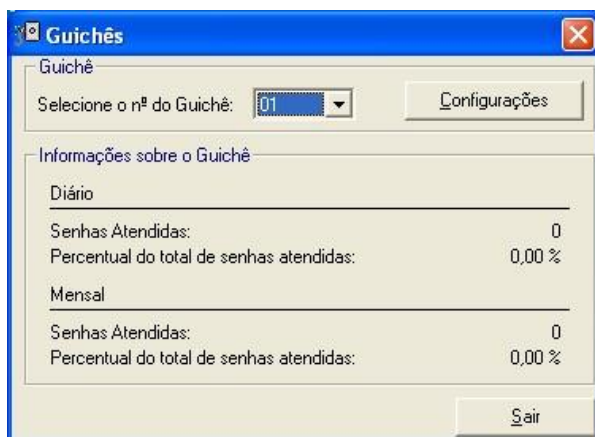 Guichês
Guichê
Selecione o nº do Guichê: 01 Configurações
Informações sobre o Guichê
Diário
Senhas Atendidas: 0
Percentual do total de senhas atendidas: 0,00 %
Mensal
Senhas Atendidas: 0
Percentual do total de senhas atendidas: 0,00 %
Sair